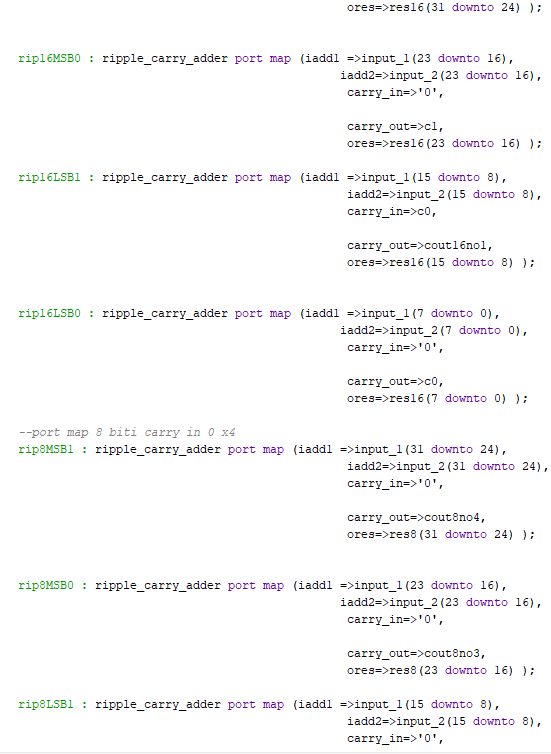 ores=>res16(31 downto 24) );
rip16MSB0 : ripple_carry_adder port map (iadd1 =>input_1(23 downto 16),
iadd2=>input_2(23 downto 16),
carry_in=>'0',
carry_out=>c1,
ores=>res16(23 downto 16) );
rip16LSB1 : ripple_carry_adder port map (iadd1 =>input_1(15 downto 8),
iadd2=>input_2(15 downto 8),
carry_in=>c0,
carry_out=>cout16no1,
ores=>res16(15 downto 8) );
rip16LSB0 : ripple_carry_adder port map (iadd1 =>input_1(7 downto 0),
iadd2=>input_2(7 downto 0),
carry_in=>'0',
carry_out=>c0,
ores=>res16(7 downto 0) );
--port map 8 biti carry in 0 x4
rip8MSB1 : ripple_carry_adder port map (iadd1 =>input_1(31 downto 24),
iadd2=>input_2(31 downto 24),
carry_in=>'0',
carry_out=>cout8no4,
ores=>res8(31 downto 24) );
rip8MSB0 : ripple_carry_adder port map (iadd1 =>input_1(23 downto 16),
iadd2=>input_2(23 downto 16),
carry_in=>'0',
carry_out=>cout8no3,
ores=>res8(23 downto 16) );
rip8LSB1 : ripple_carry_adder port map (iadd1 =>input_1(15 downto 8),
iadd2=>input_2(15 downto 8),
carry_in=>'0',